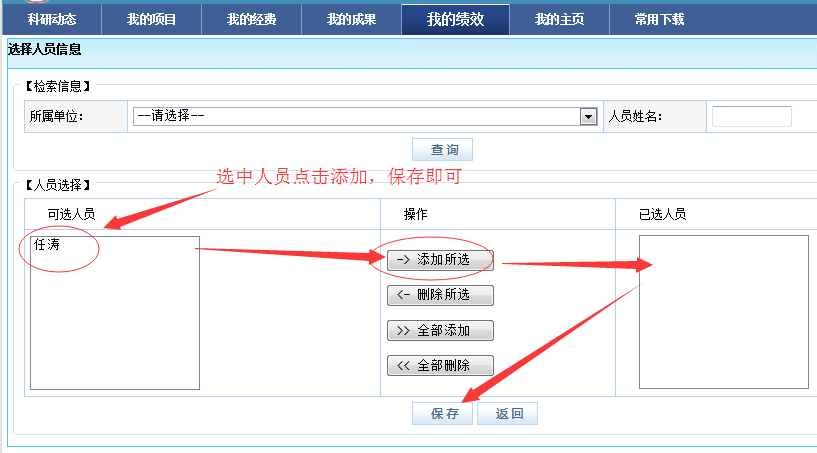 科研动态 我的项目 我的经费 我的成果 我的绩效 我的主页 常用下载
选择人员信息
【检索信息】
所属单位： --请选择-- 人员姓名：
查询
选中人员点击添加，保存即可
【人员选择】
可选人员 操作 已选人员
任涛
-> 添加所选
<- 删除所选
>> 全部添加
<< 全部删除
保存 返回